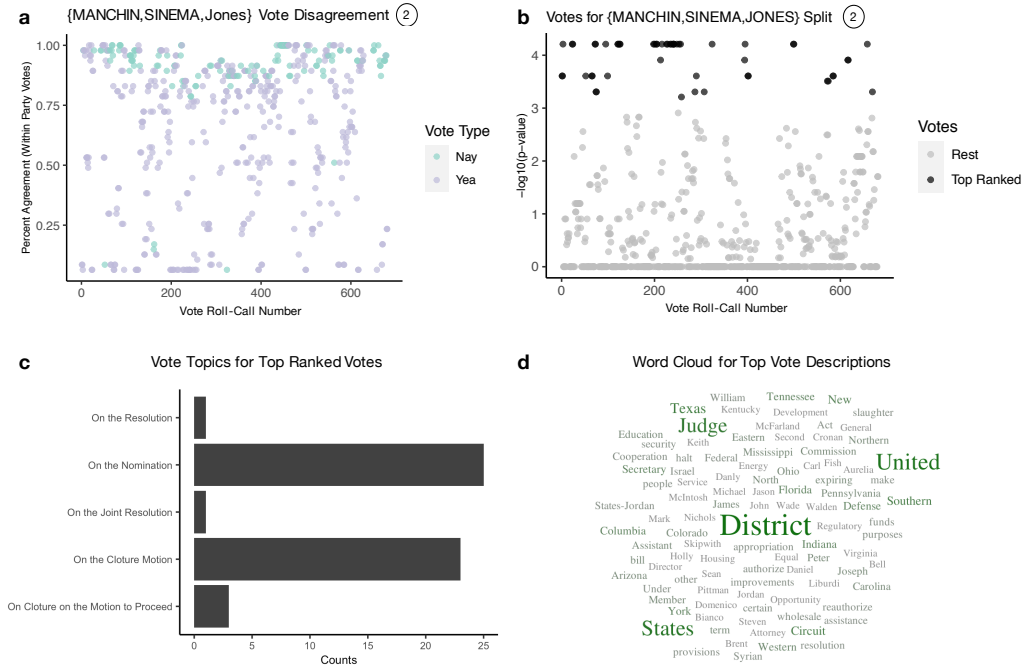 a {MANCHIN,SINEMA,Jones} Vote Disagreement 2
1.00
0.75
0.50
0.25
Percent Agreement (Within Party Votes)
0 200 400 600
Vote Roll-Call Number
Vote Type
Nay
Yea
b Votes for {MANCHIN,SINEMA,JONES} Split 2
4
3
2
1
0
-log10(p-value)
0 200 400 600
Vote Roll-Call Number
Votes
Rest
Top Ranked
c Vote Topics for Top Ranked Votes
On the Resolution
On the Nomination
On the Joint Resolution
On the Cloture Motion
On Cloture on the Motion to Proceed
0 5 10 15 20 25
Counts
d Word Cloud for Top Vote Descriptions
William Tennessee New
Texas Kentucky Development slaughter
Judge McFarland Act General
Education Eastern Second Cronan Northern
security Keith
Cooperation halt Federal Mississippi Commission
Secretary Israel Energy Ohio Carl Fish Aurelia United
people Service Danly North expiring make
McIntosh Michael Jason Florida Pennsylvania
States-Jordan James John Wade Walden Defense Southern
Mark Nichols District Regulatory funds
Columbia Colorado purposes
Assistant Skipwith appropriation Indiana
bill Holly Housing Equal Peter Virginia
Director Bell
Arizona other Sean authorize Daniel Joseph
Under Pittman improvements Liburdi Carolina
Member Domenico Jordan Opportunity
York certain reauthorize
Bianco Steven wholesale assistance
States term Attorney Circuit
Brent Western resolution
provisions Syrian